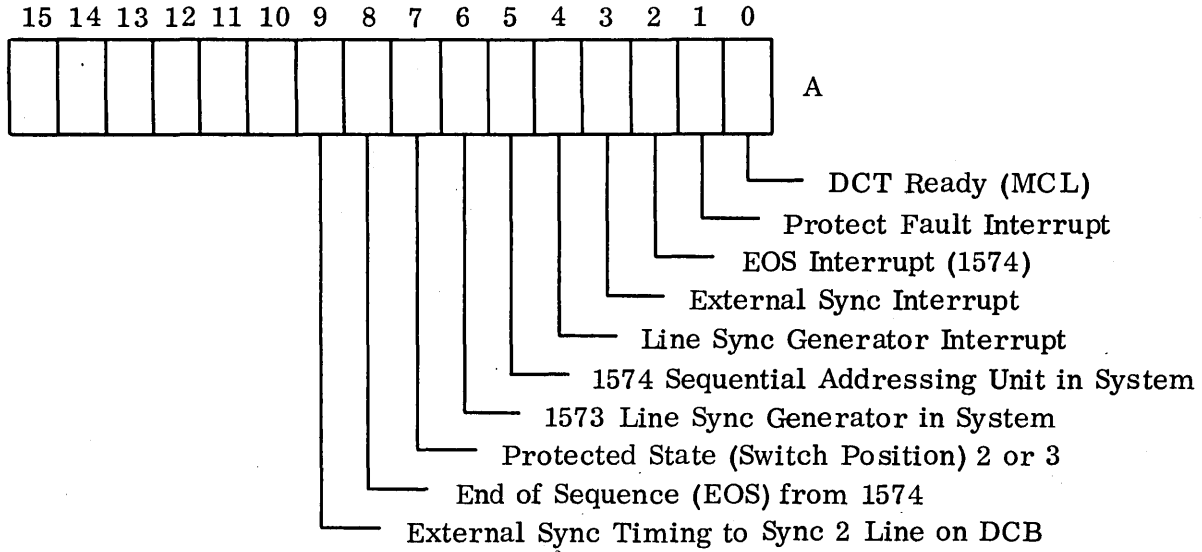 15 14 13 12 11 10 9 8 7 6 5 4 3 2 1 0
A
DCT Ready (MCL)
Protect Fault Interrupt
EOS Interrupt (1574)
External Sync Interrupt
Line Sync Generator Interrupt
1574 Sequential Addressing Unit in System
1573 Line Sync Generator in System
Protected State (Switch Position) 2 or 3
End of Sequence (EOS) from 1574
External Sync Timing to Sync 2 Line on DCB